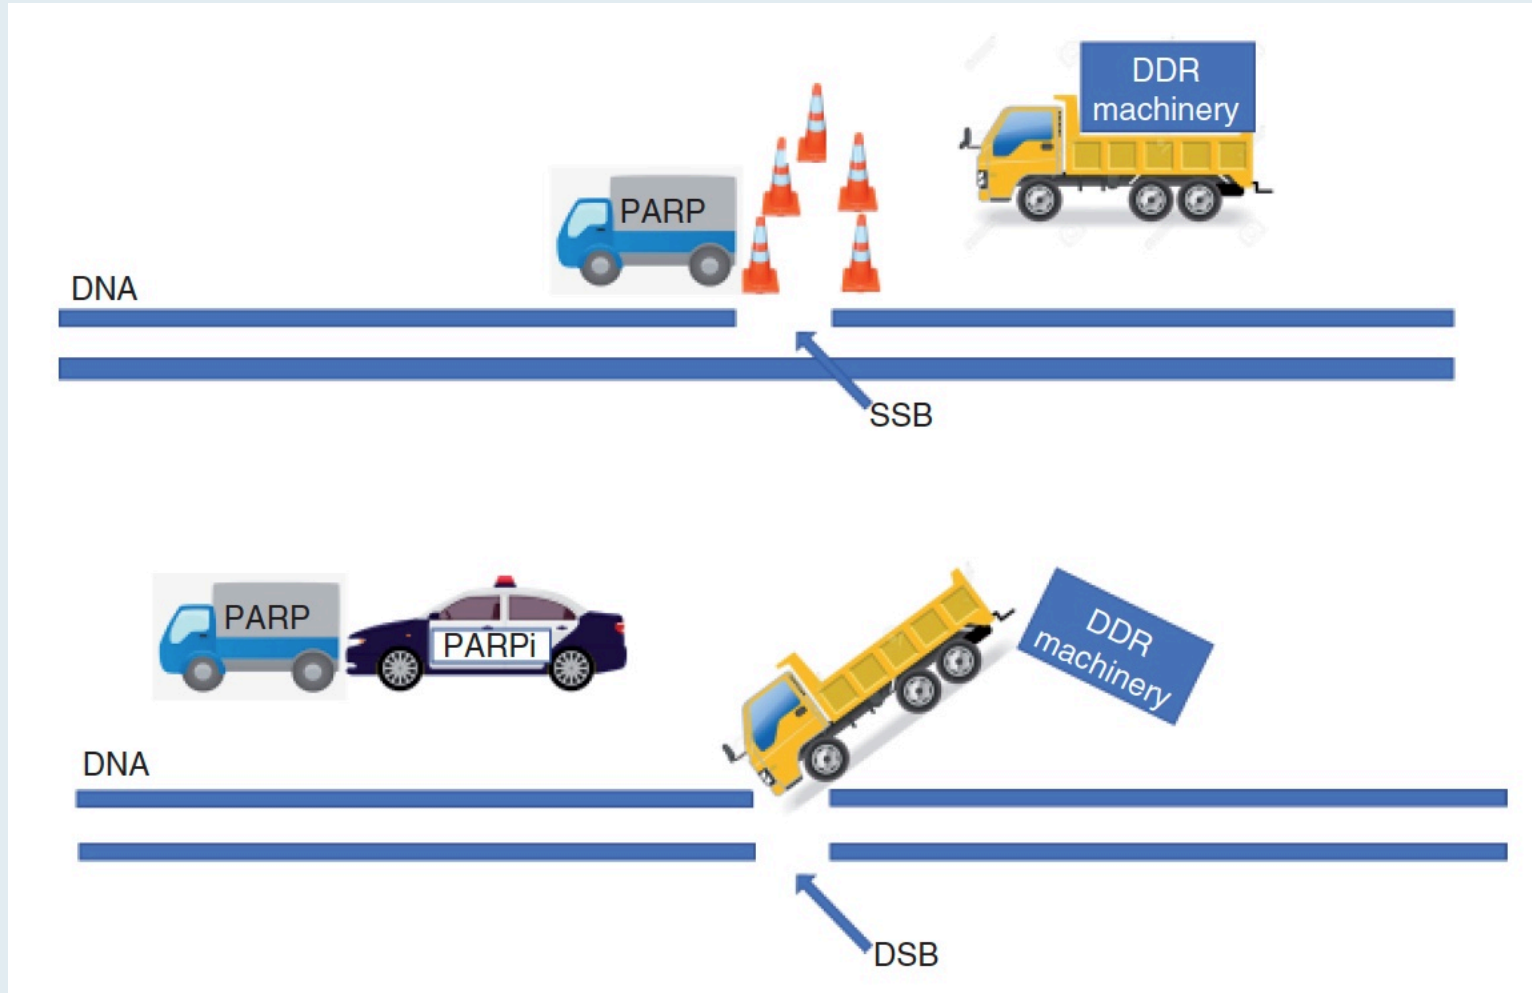 DDR
machinery
PARP
DNA
SSB
PARP
PARPi
DDR
machinery
DNA
DSB